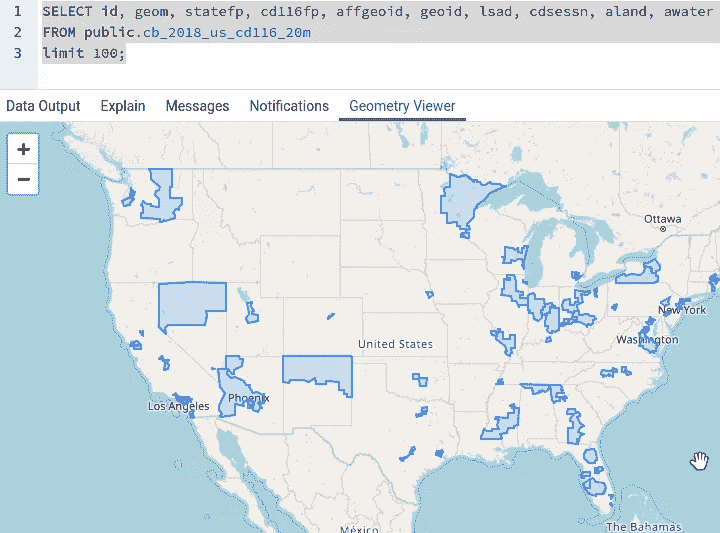 1 SELECT id, geom, statefp, cd116fp, affgeoid, geoid, lsad, cdsessn, aland, awater
2 FROM public.cb_2018_us_cd116_20m
3 limit 100;
Data Output Explain Messages Notifications Geometry Viewer
+
−
Ottawa
New York
United States
Washington
Los Angeles
Phoenix
México
The Bahamas